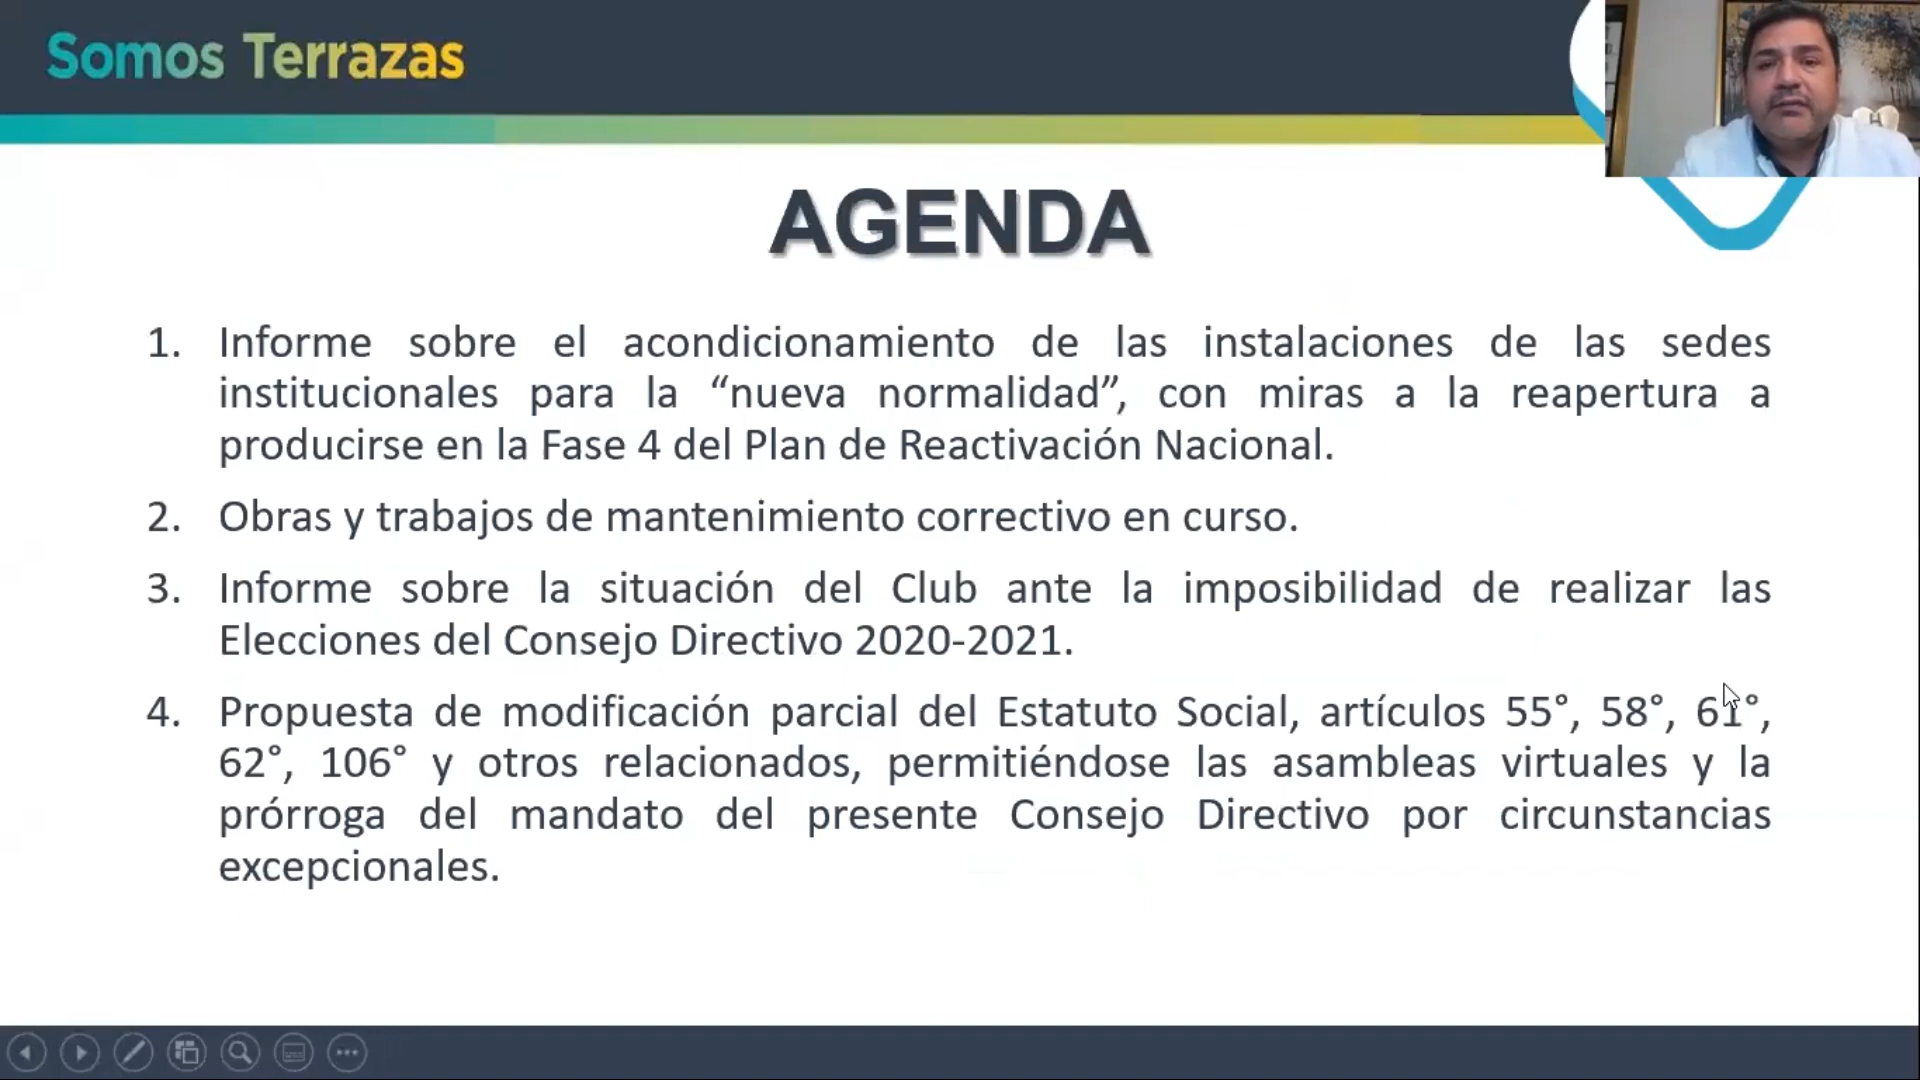 Somos Terrazas
AGENDA
1. Informe sobre el acondicionamiento de las instalaciones de las sedes
institucionales para la “nueva normalidad”, con miras a la reapertura a
producirse en la Fase 4 del Plan de Reactivación Nacional.
2. Obras y trabajos de mantenimiento correctivo en curso.
3. Informe sobre la situación del Club ante la imposibilidad de realizar las
Elecciones del Consejo Directivo 2020-2021.
4. Propuesta de modificación parcial del Estatuto Social, artículos 55°, 58°, 61°,
62°, 106° y otros relacionados, permitiéndose las asambleas virtuales y la
prórroga del mandato del presente Consejo Directivo por circunstancias
excepcionales.